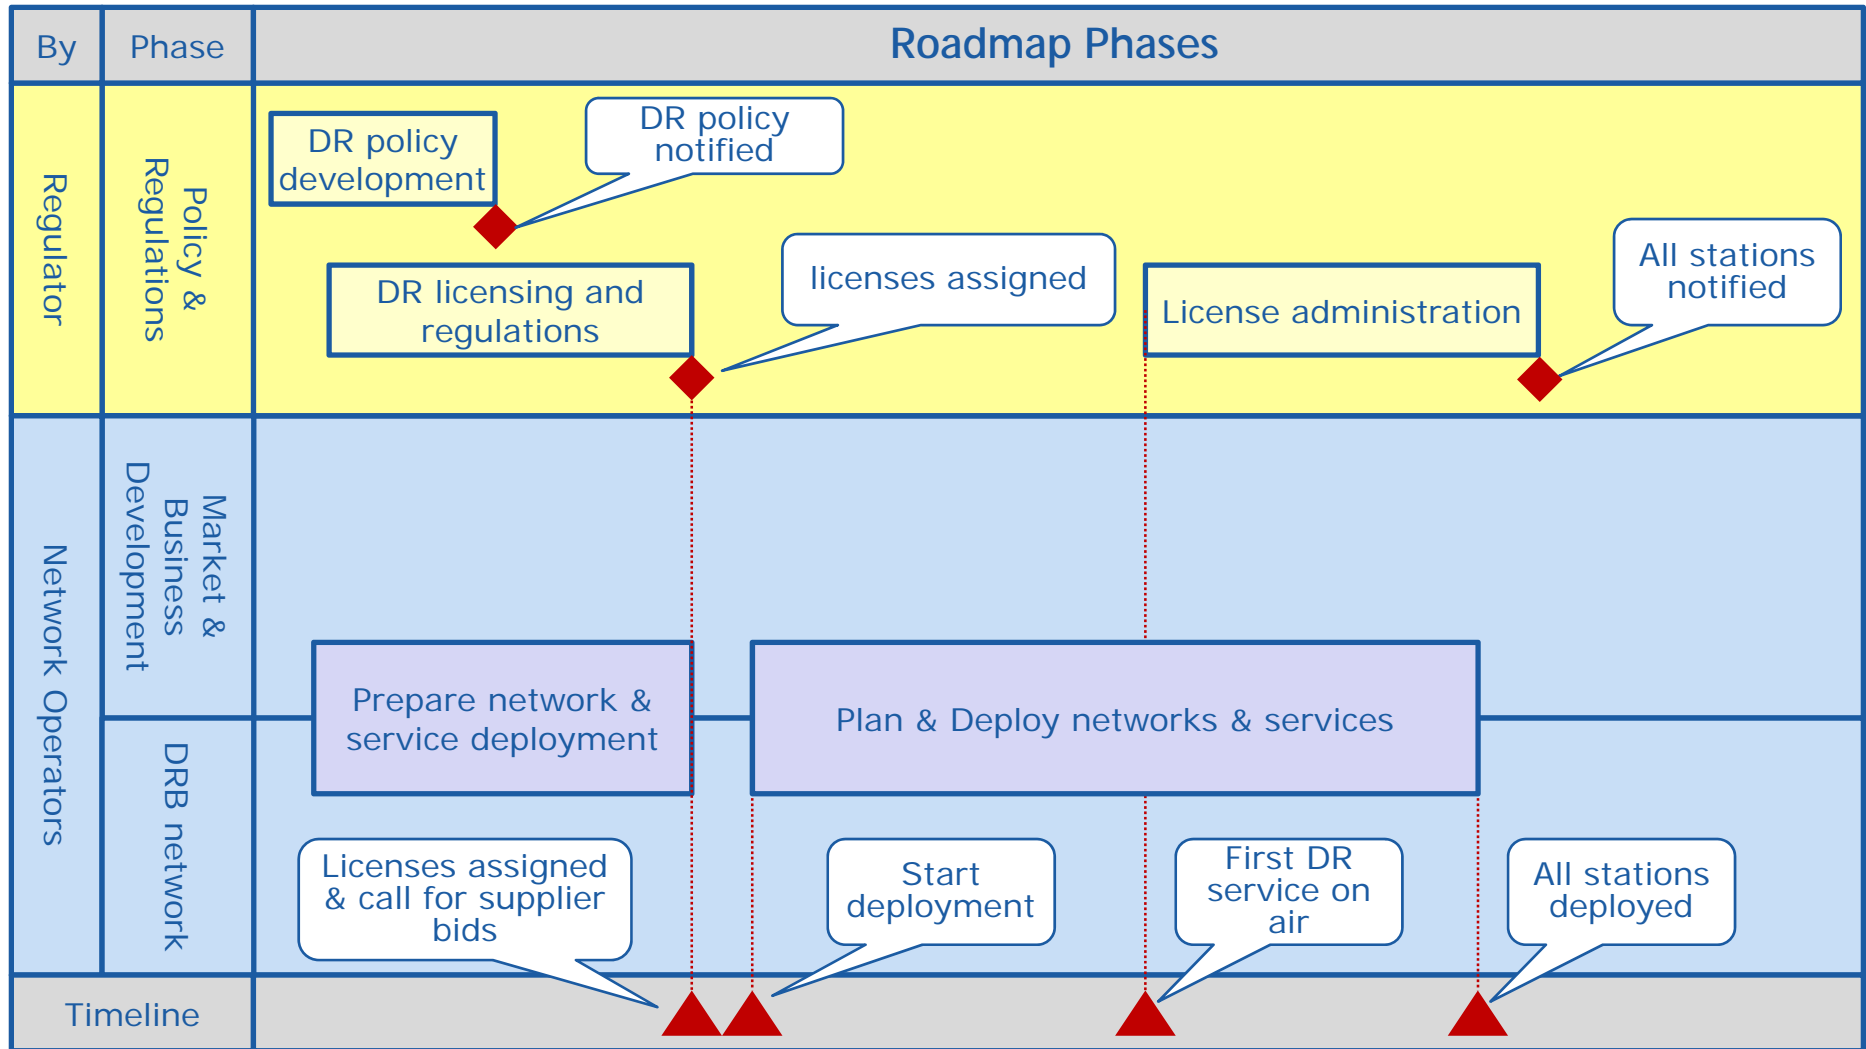 By
Phase
Roadmap Phases
Regulator
Policy &
Regulations
DR policy
development
DR policy
notified
DR licensing and
regulations
licenses assigned
License administration
All stations
notified
Network Operators
Market &
Business
Development
Prepare network &
service deployment
Plan & Deploy networks & services
DRB network
Licenses assigned
& call for supplier
bids
Start
deployment
First DR
service on
air
All stations
deployed
Timeline